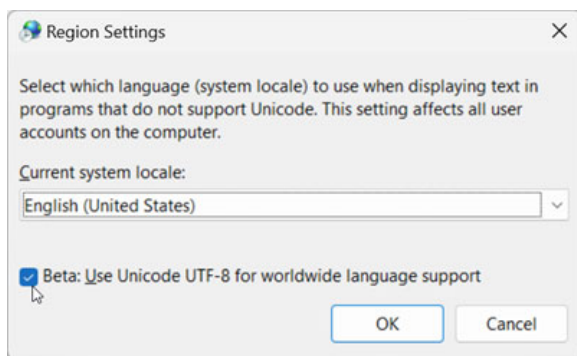 Region Settings
Select which language (system locale) to use when displaying text in
programs that do not support Unicode. This setting affects all user
accounts on the computer.
Current system locale:
English (United States)
Beta: Use Unicode UTF-8 for worldwide language support
OK Cancel